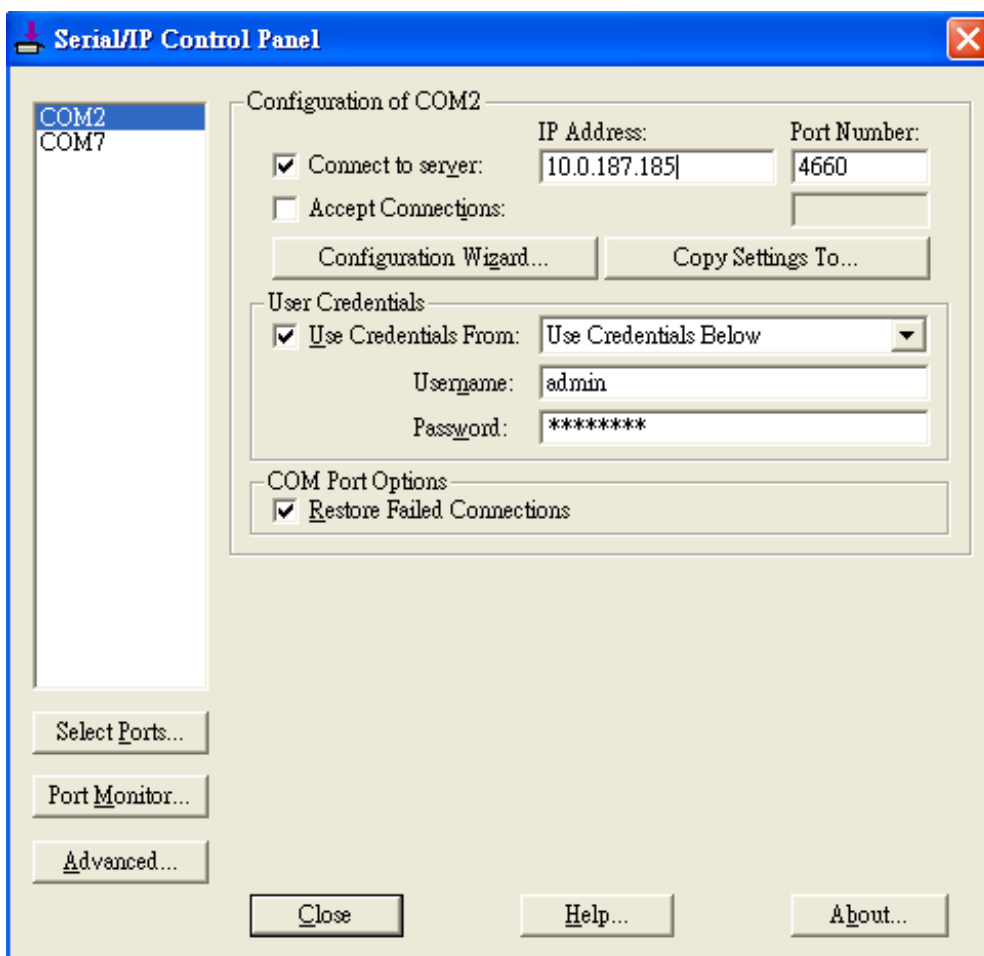 Serial/IP Control Panel
COM2
COM7
Configuration of COM2
IP Address: Port Number:
Connect to server: 10.0.187.185 4660
Accept Connections:
Configuration Wizard... Copy Settings To...
User Credentials
Use Credentials From: Use Credentials Below
Username: admin
Password: ********
COM Port Options
Restore Failed Connections
Select Ports...
Port Monitor...
Advanced...
Close Help... About...